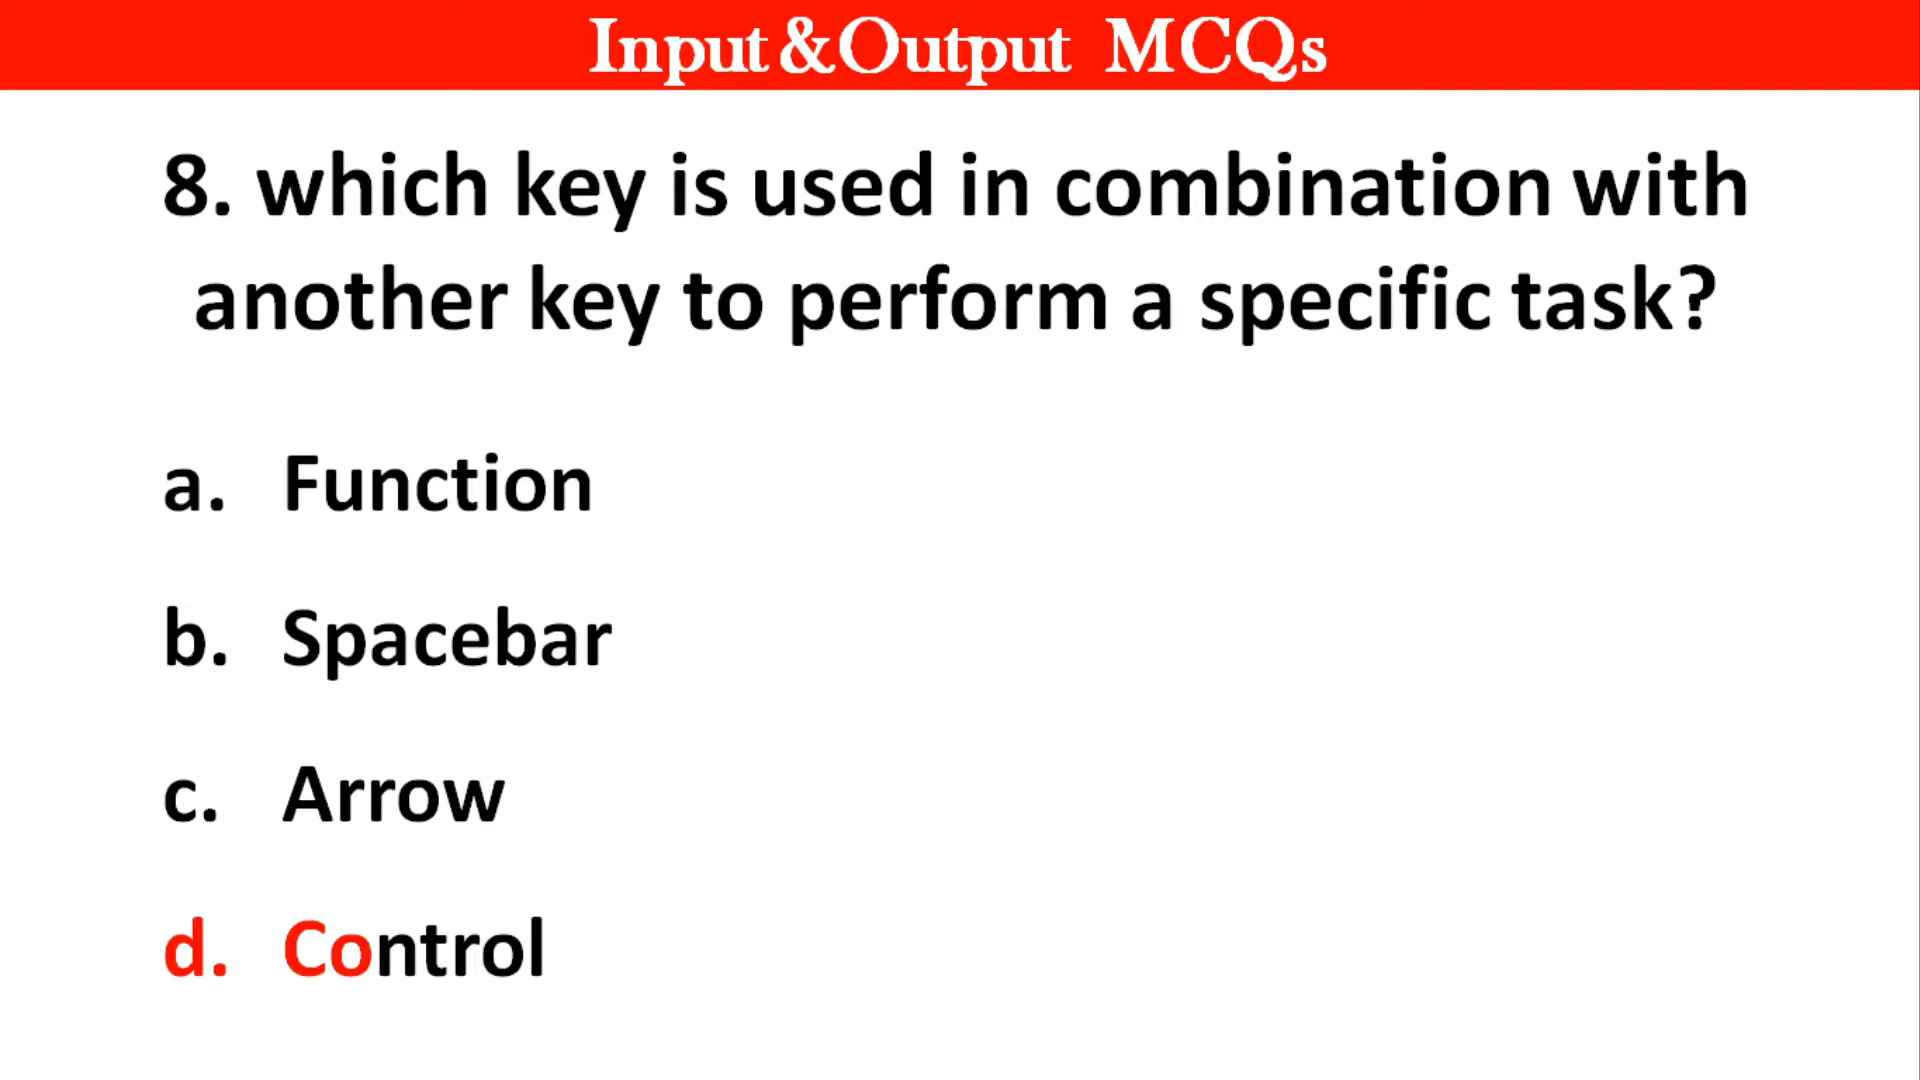 Input &Output MCQs
8. which key is used in combination with
another key to perform a specific task?
a. Function
b. Spacebar
c. Arrow
d. Control